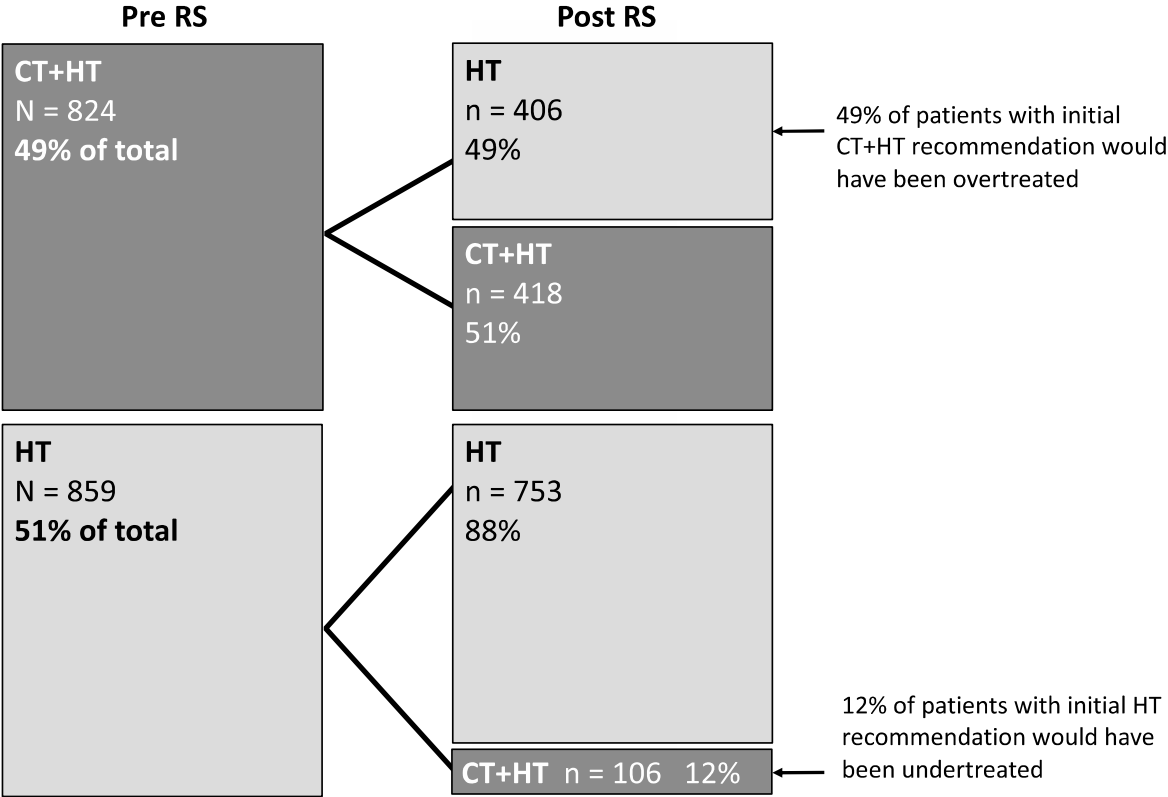 Pre RS
Post RS
CT+HT
N = 824
49% of total
HT
n = 406
49%
49% of patients with initial
CT+HT recommendation would
have been overtreated
CT+HT
n = 418
51%
HT
N = 859
51% of total
HT
n = 753
88%
CT+HT n = 106 12%
12% of patients with initial HT
recommendation would have
been undertreated